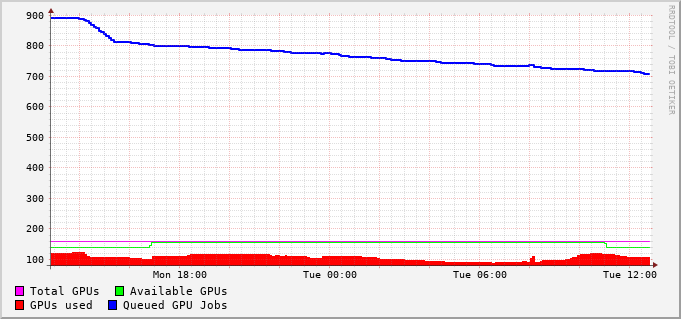 900
800
700
600
500
400
300
200
100
Mon 18:00 Tue 00:00 Tue 06:00 Tue 12:00
Total GPUs Available GPUs
GPUs used Queued GPU Jobs
RRDTOOL / TOBI OETIKER